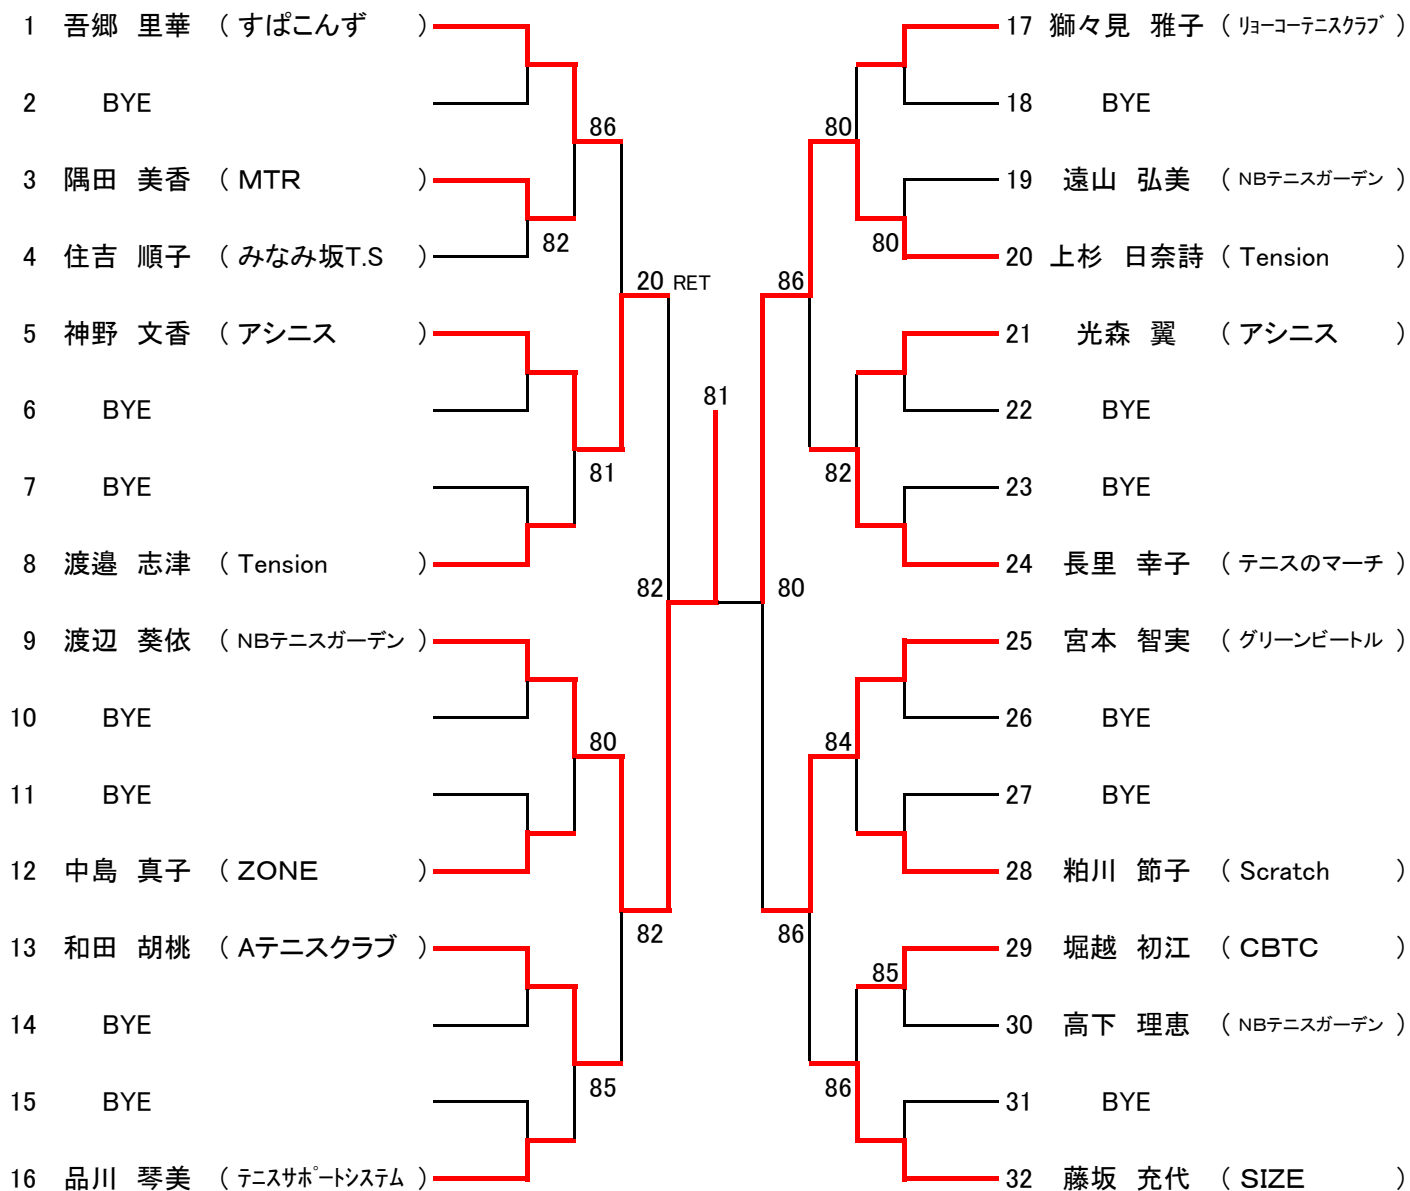 1 吾郷 里華 （ すぱこんず ）
2 BYE
86
3 隅田 美香 （ MTR ）
82
4 住吉 順子 （ みなみ坂T.S ）
20 RET
5 神野 文香 （ アシニス ）
6 BYE
81
7 BYE
8 渡邉 志津 （ Tension ）
82
9 渡辺 葵依 （ NBテニスガーデン ）
10 BYE
80
11 BYE
12 中島 真子 （ ZONE ）
82
13 和田 胡桃 （ Aテニスクラブ ）
14 BYE
85
15 BYE
16 品川 琴美 （ テニスサポートシステム ）
81
17 獅々見 雅子 （ リョーコーテニスクラブ ）
18 BYE
80
19 遠山 弘美 （ NBテニスガーデン ）
80
20 上杉 日奈詩 （ Tension ）
86
21 光森 翼 （ アシニス ）
22 BYE
82
23 BYE
24 長里 幸子 （ テニスのマーチ ）
80
25 宮本 智実 （ グリーンビートル ）
26 BYE
84
27 BYE
28 粕川 節子 （ Scratch ）
86
29 堀越 初江 （ CBTC ）
85
30 高下 理恵 （ NBテニスガーデン ）
86
31 BYE
32 藤坂 充代 （ SIZE ）